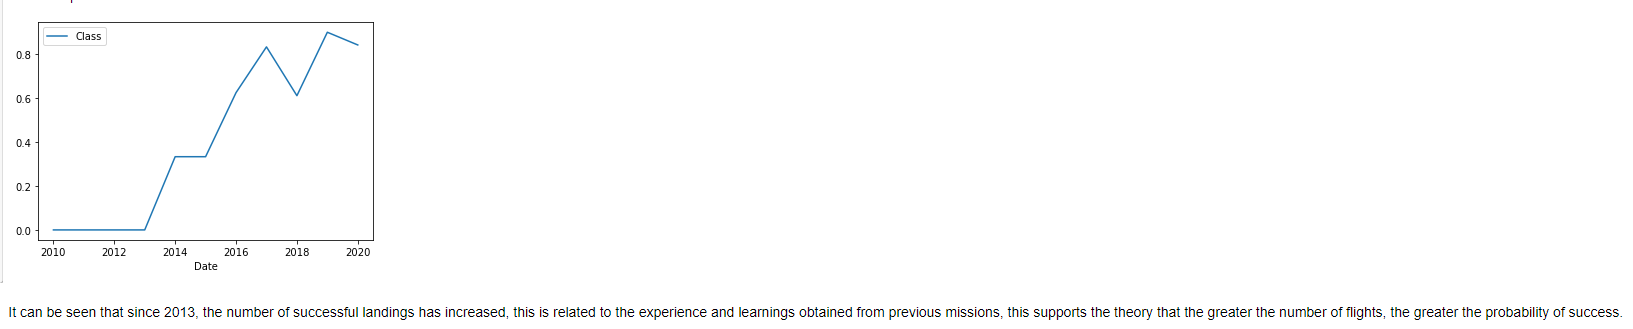 Class
0.8
0.6
0.4
0.2
0.0
2010 2012 2014 2016 2018 2020
Date
It can be seen that since 2013, the number of successful landings has increased, this is related to the experience and learnings obtained from previous missions, this supports the theory that the greater the number of flights, the greater the probability of success.